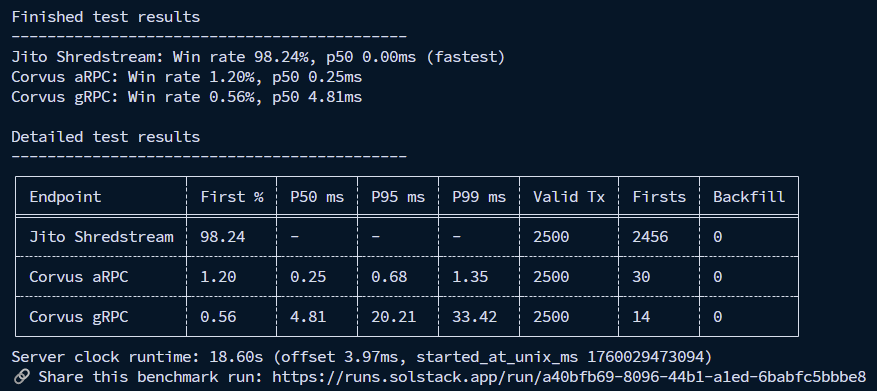 Finished test results
--------------------------------------------
Jito Shredstream: Win rate 98.24%, p50 0.00ms (fastest)
Corvus aRPC: Win rate 1.20%, p50 0.25ms
Corvus gRPC: Win rate 0.56%, p50 4.81ms
Detailed test results
--------------------------------------------
Endpoint First % P50 ms P95 ms P99 ms Valid Tx Firsts Backfill
Jito Shredstream 98.24 – – – 2500 2456 0
Corvus aRPC 1.20 0.25 0.68 1.35 2500 30 0
Corvus gRPC 0.56 4.81 20.21 33.42 2500 14 0
Server clock runtime: 18.60s (offset 3.97ms, started_at_unix_ms 1760029473094)
🔗 Share this benchmark run: https://runs.solstack.app/run/a40bfb69-8096-44b1-a1ed-6babfc5bbbe8